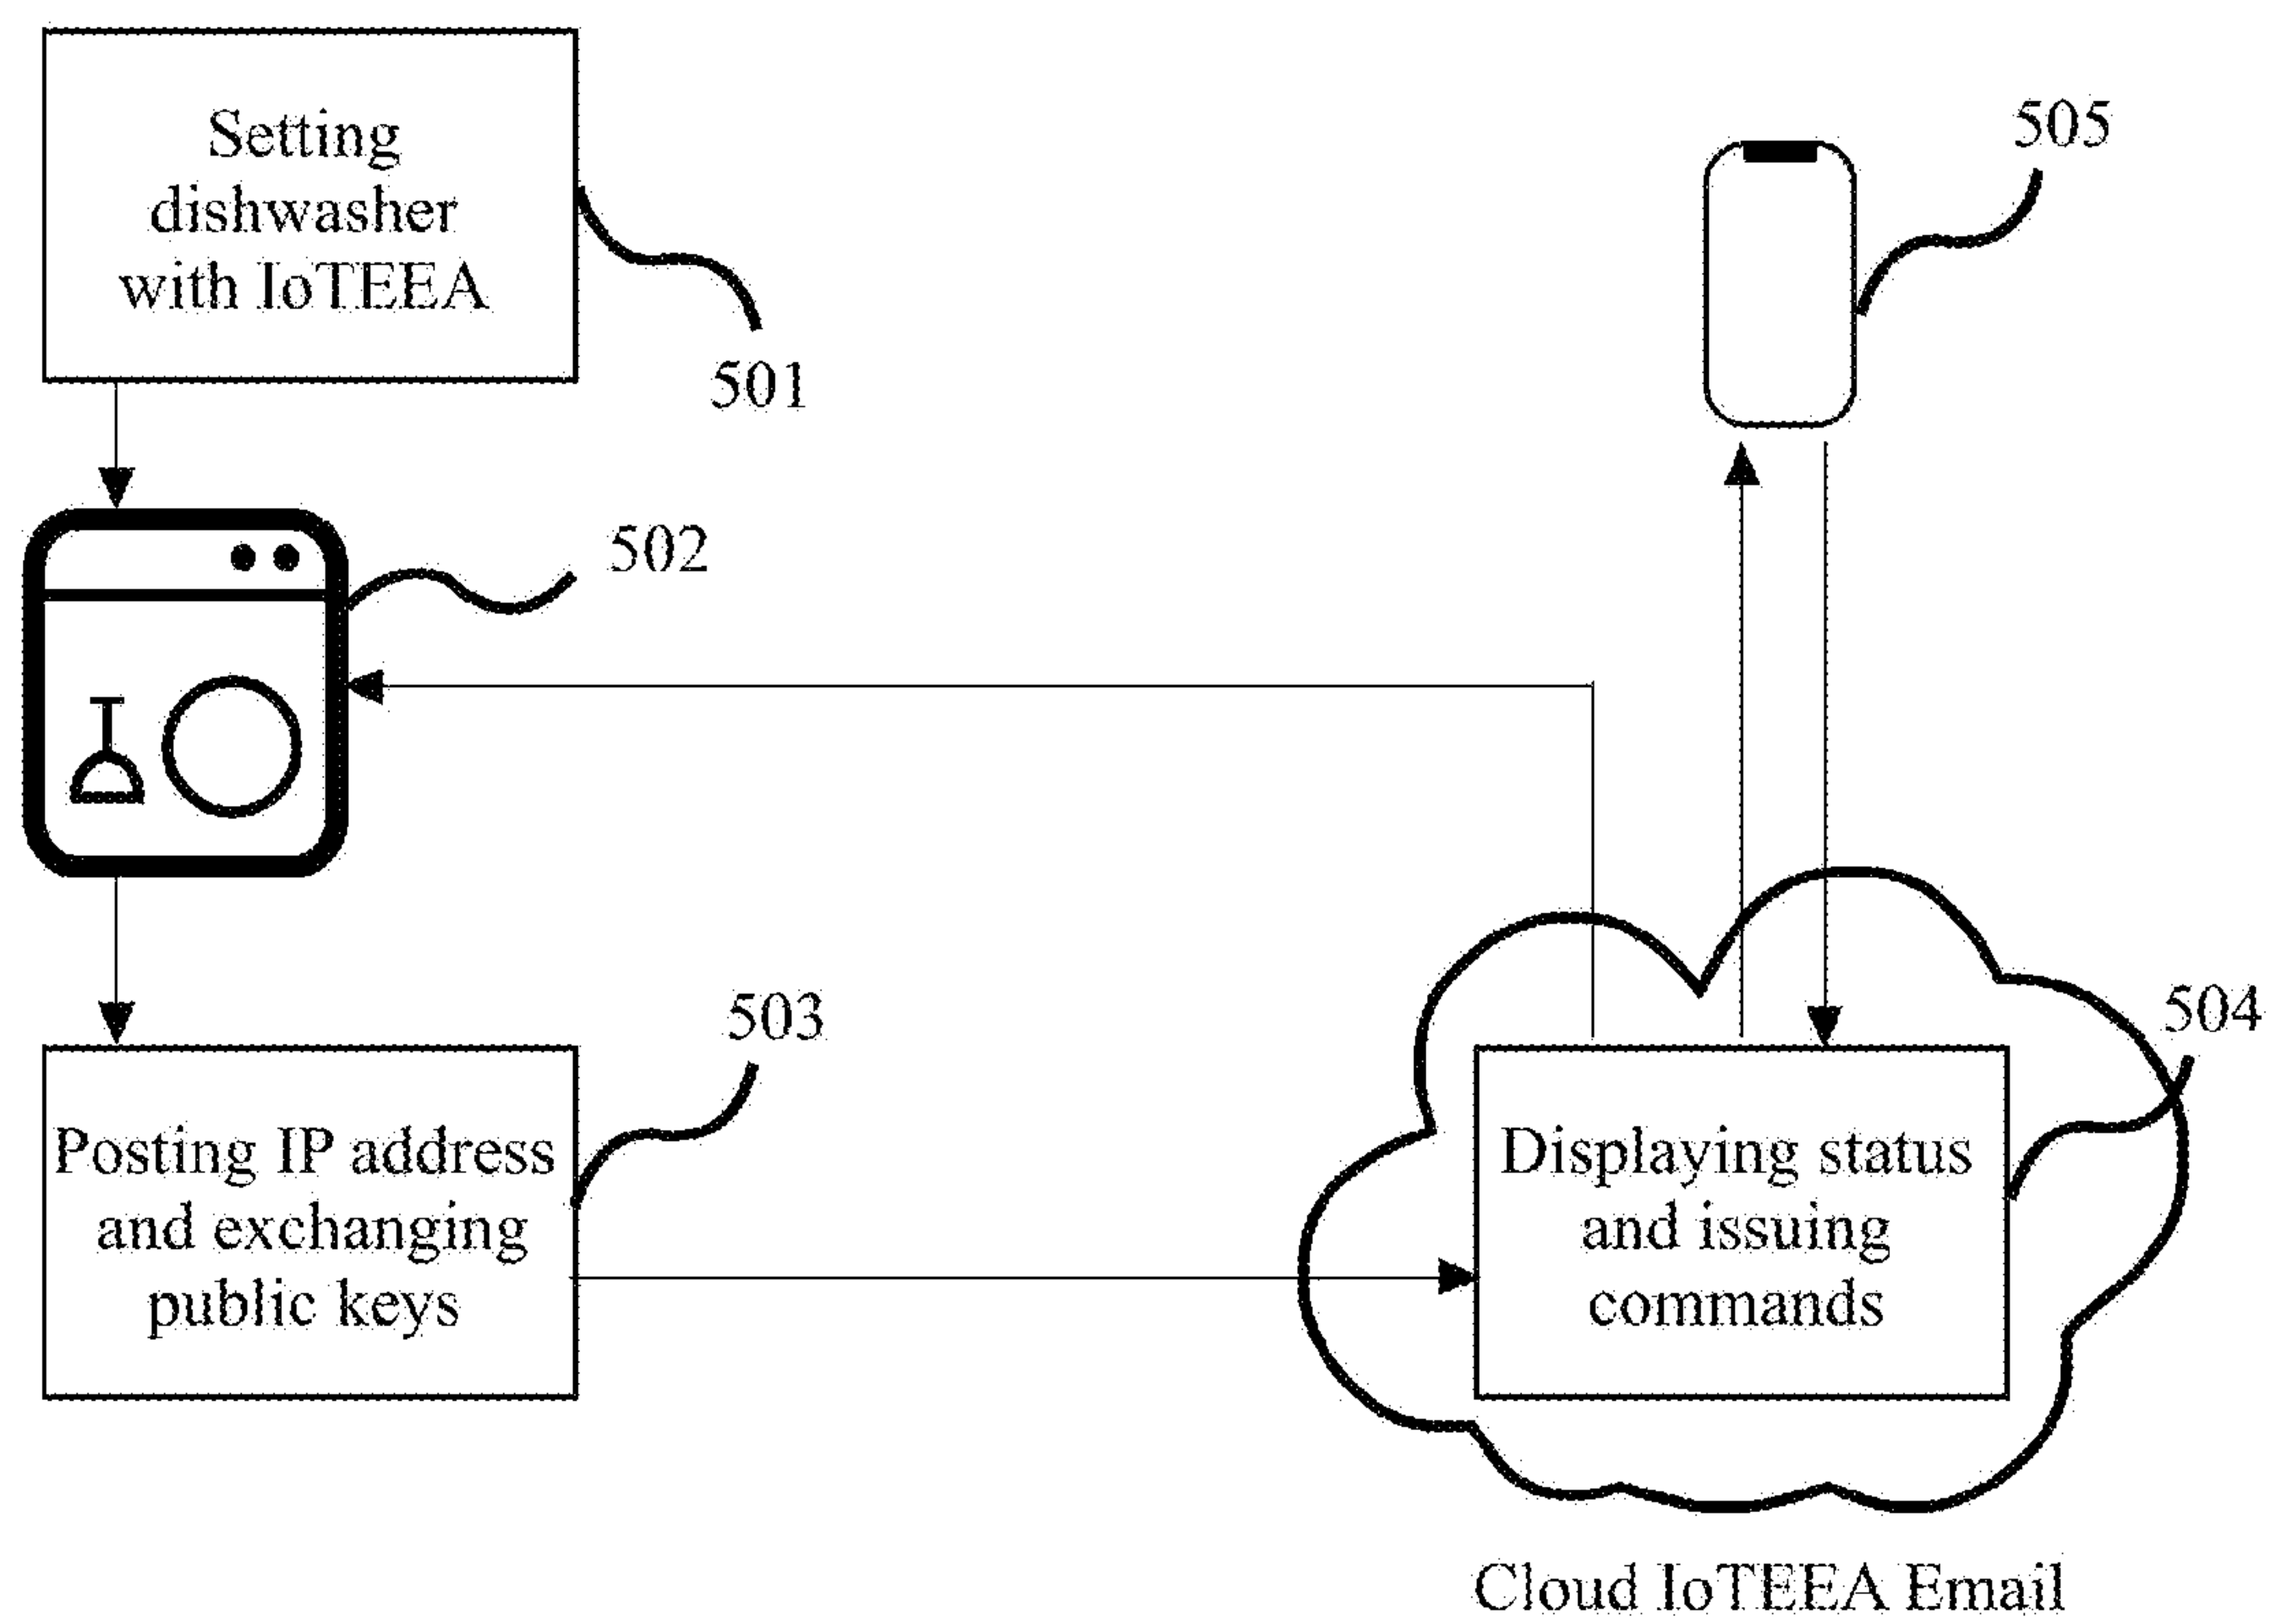 Setting
dishwasher
with IoTEEA
501
505
502
503
504
Posting IP address
and exchanging
public keys
Displaying status
and issuing
commands
Cloud IoTEEA Email